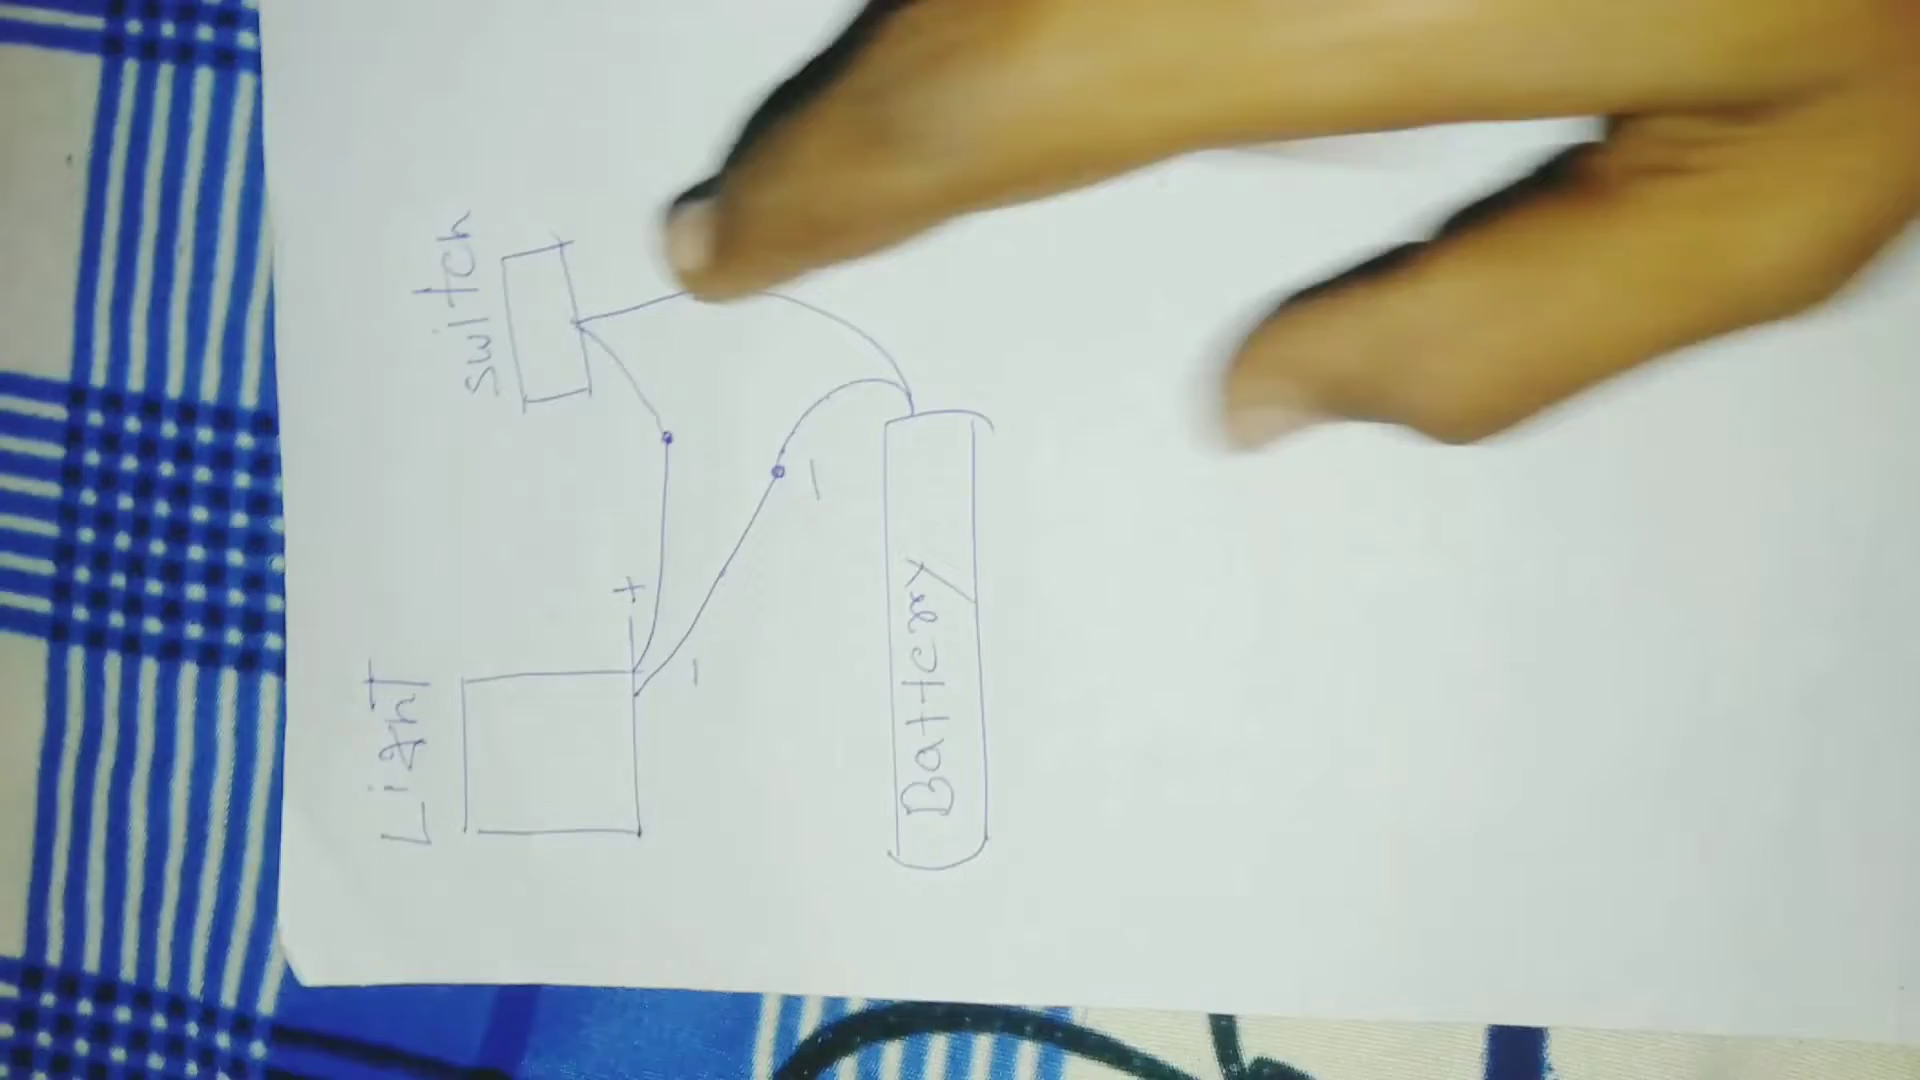 switch
Light
+
-
-
Battery